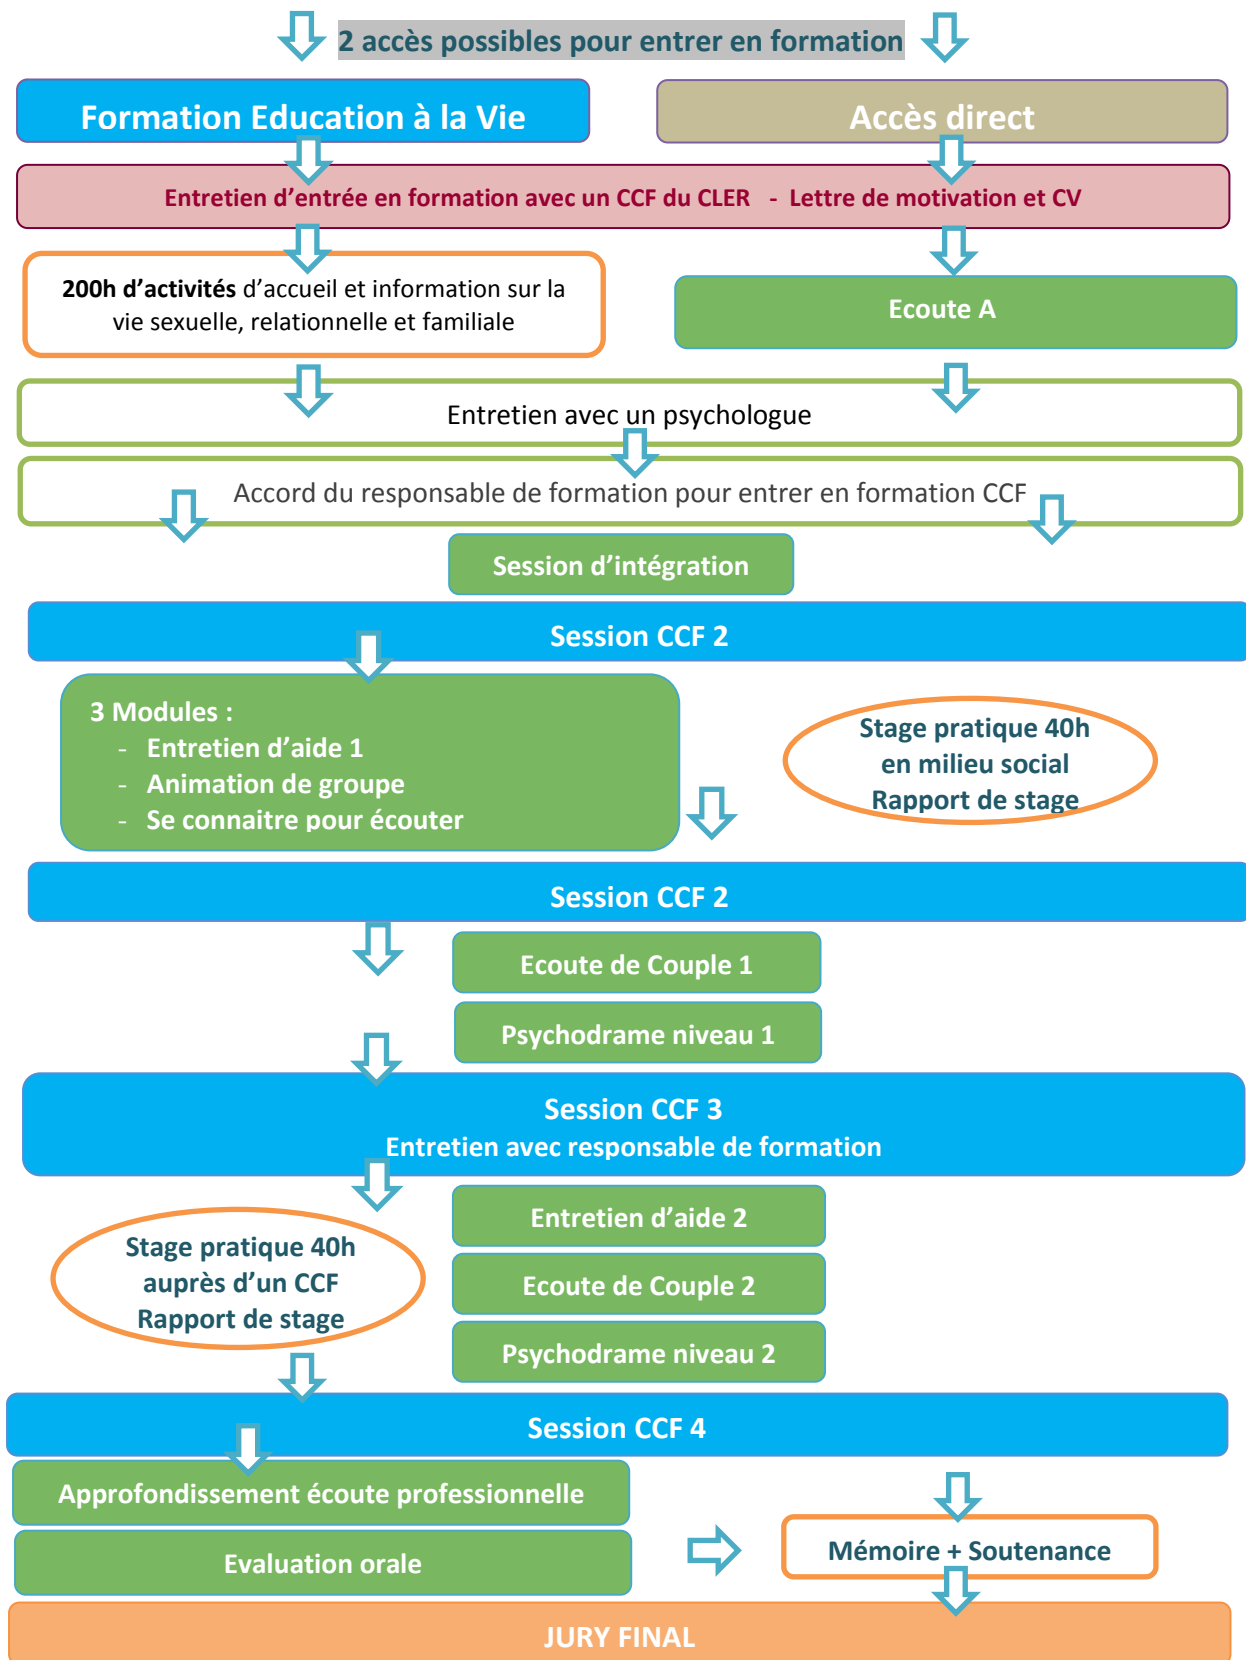 2 accès possibles pour entrer en formation
Formation Education à la Vie
Accès direct
Entretien d'entrée en formation avec un CCF du CLER - Lettre de motivation et CV
200h d'activités d'accueil et information sur la
vie sexuelle, relationnelle et familiale
Ecoute A
Entretien avec un psychologue
Accord du responsable de formation pour entrer en formation CCF
Session d'intégration
Session CCF 2
3 Modules :
- Entretien d'aide 1
- Animation de groupe
- Se connaitre pour écouter
Stage pratique 40h
en milieu social
Rapport de stage
Session CCF 2
Ecoute de Couple 1
Psychodrame niveau 1
Session CCF 3
Entretien avec responsable de formation
Stage pratique 40h
auprès d'un CCF
Rapport de stage
Entretien d'aide 2
Ecoute de Couple 2
Psychodrame niveau 2
Session CCF 4
Approfondissement écoute professionnelle
Evaluation orale
Mémoire + Soutenance
JURY FINAL